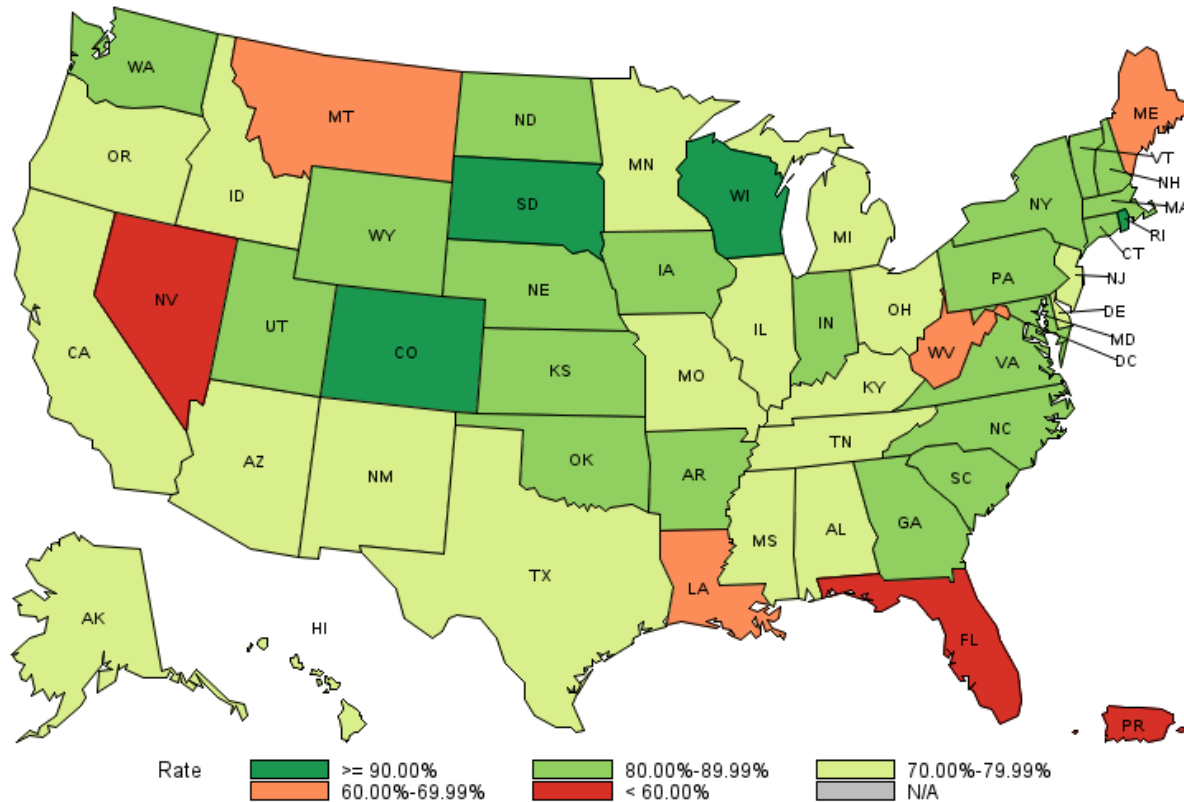 WA
MT
ND
MN
ME
VT
NH
MA
RI
CT
OR
ID
SD
WI
NY
WY
MI
IA
PA
NJ
NV
NE
OH
DE
MD
DC
UT
IL
IN
WV
VA
CA
CO
KS
MO
KY
NC
TN
AZ
NM
OK
AR
SC
MS
AL
GA
TX
LA
AK
HI
FL
PR
Rate >= 90.00% 80.00%-89.99% 70.00%-79.99%
60.00%-69.99% < 60.00% N/A